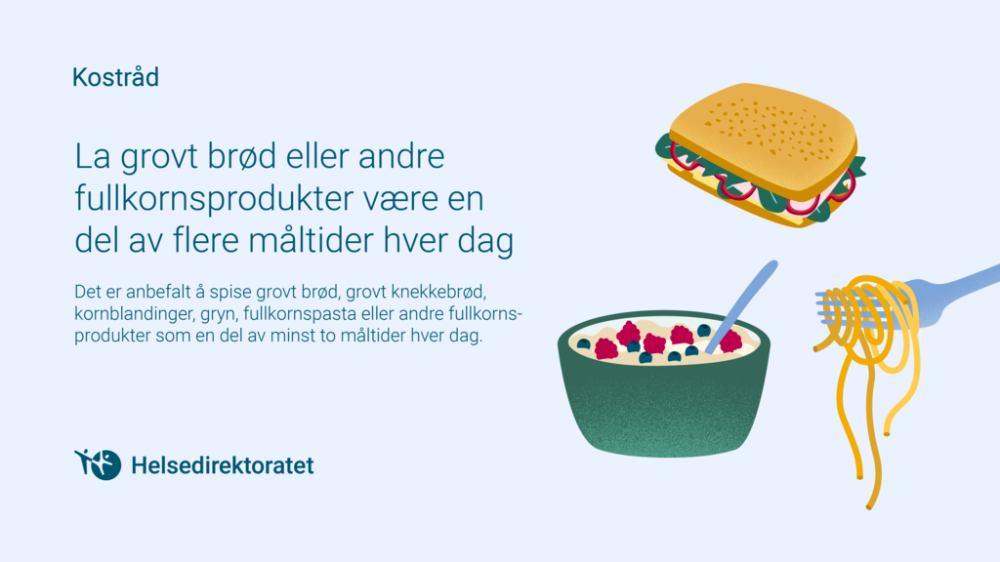 Kostråd
La grovt brød eller andre
fullkornsprodukter være en
del av flere måltider hver dag
Det er anbefalt å spise grovt brød, grovt knekkebrød,
kornblandinger, gryn, fullkornspasta eller andre fullkorns-
produkter som en del av minst to måltider hver dag.
Helsedirektoratet